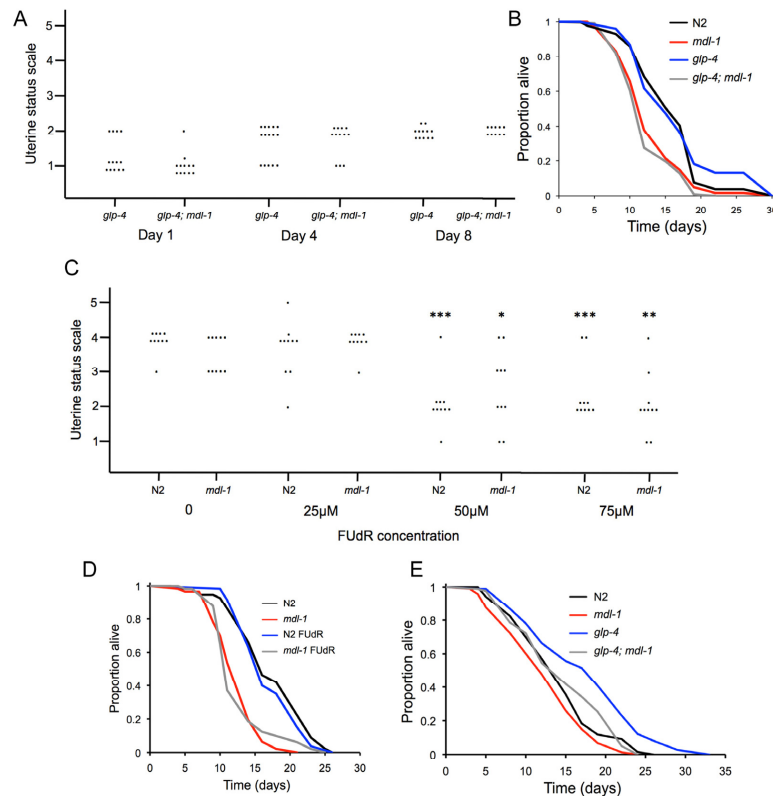 A
Uterine status scale
5
4
3
2
1
glp-4
glp-4; mdl-1
glp-4
glp-4; mdl-1
glp-4
glp-4; mdl-1
Day 1
Day 4
Day 8
B
Proportion alive
1
0.8
0.6
0.4
0.2
0
0
5
10
15
20
25
30
Time (days)
N2
mdl-1
glp-4
glp-4; mdl-1
C
Uterine status scale
5
4
3
2
1
***
*
***
**
N2
mdl-1
N2
mdl-1
N2
mdl-1
N2
mdl-1
0
25µM
50µM
75µM
FUdR concentration
D
Proportion alive
1
0.8
0.6
0.4
0.2
0
0
5
10
15
20
25
30
Time (days)
N2
mdl-1
N2 FUdR
mdl-1 FUdR
E
Proportion alive
1
0.8
0.6
0.4
0.2
0
0
5
10
15
20
25
30
35
Time (days)
N2
mdl-1
glp-4
glp-4; mdl-1